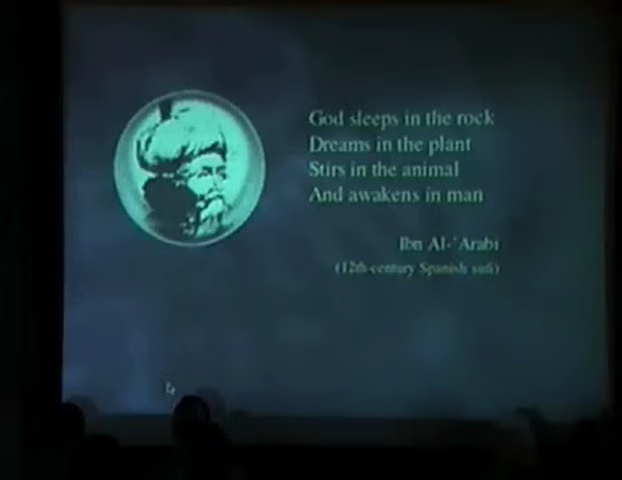 God sleeps in the rock
Dreams in the plant
Stirs in the animal
And awakens in man
Ibn Al-'Arabi
(12th-century Spanish sufi)